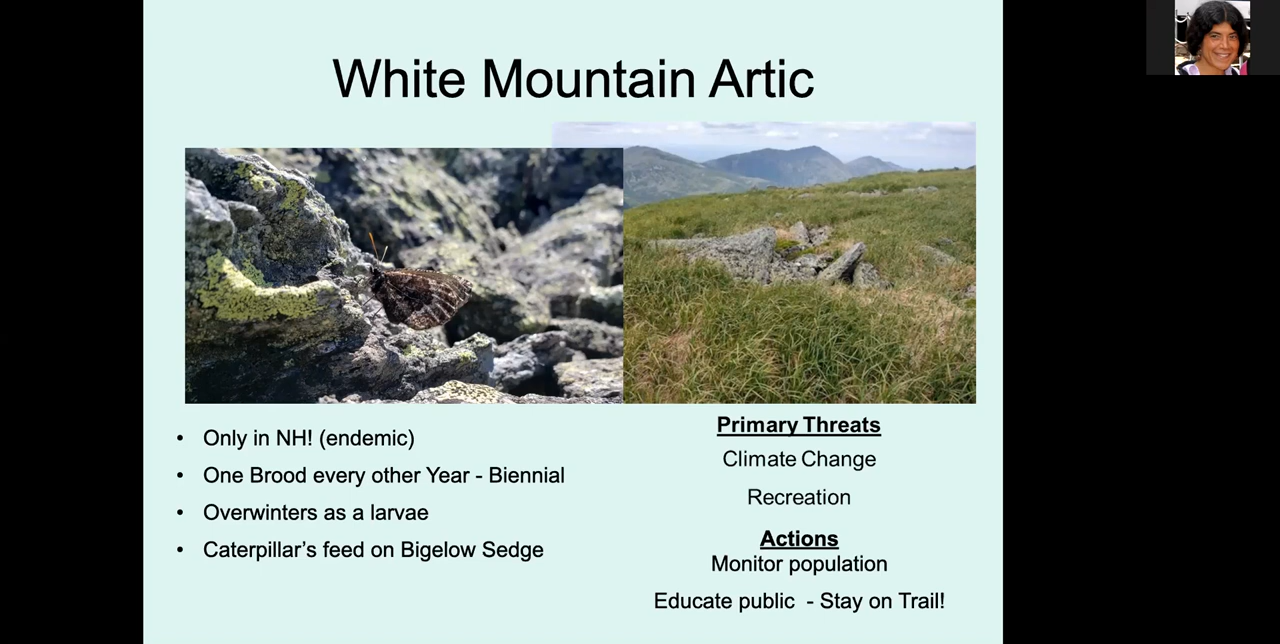 White Mountain Artic
• Only in NH! (endemic)
• One Brood every other Year - Biennial
• Overwinters as a larvae
• Caterpillar’s feed on Bigelow Sedge
Primary Threats
Climate Change
Recreation
Actions
Monitor population
Educate public - Stay on Trail!